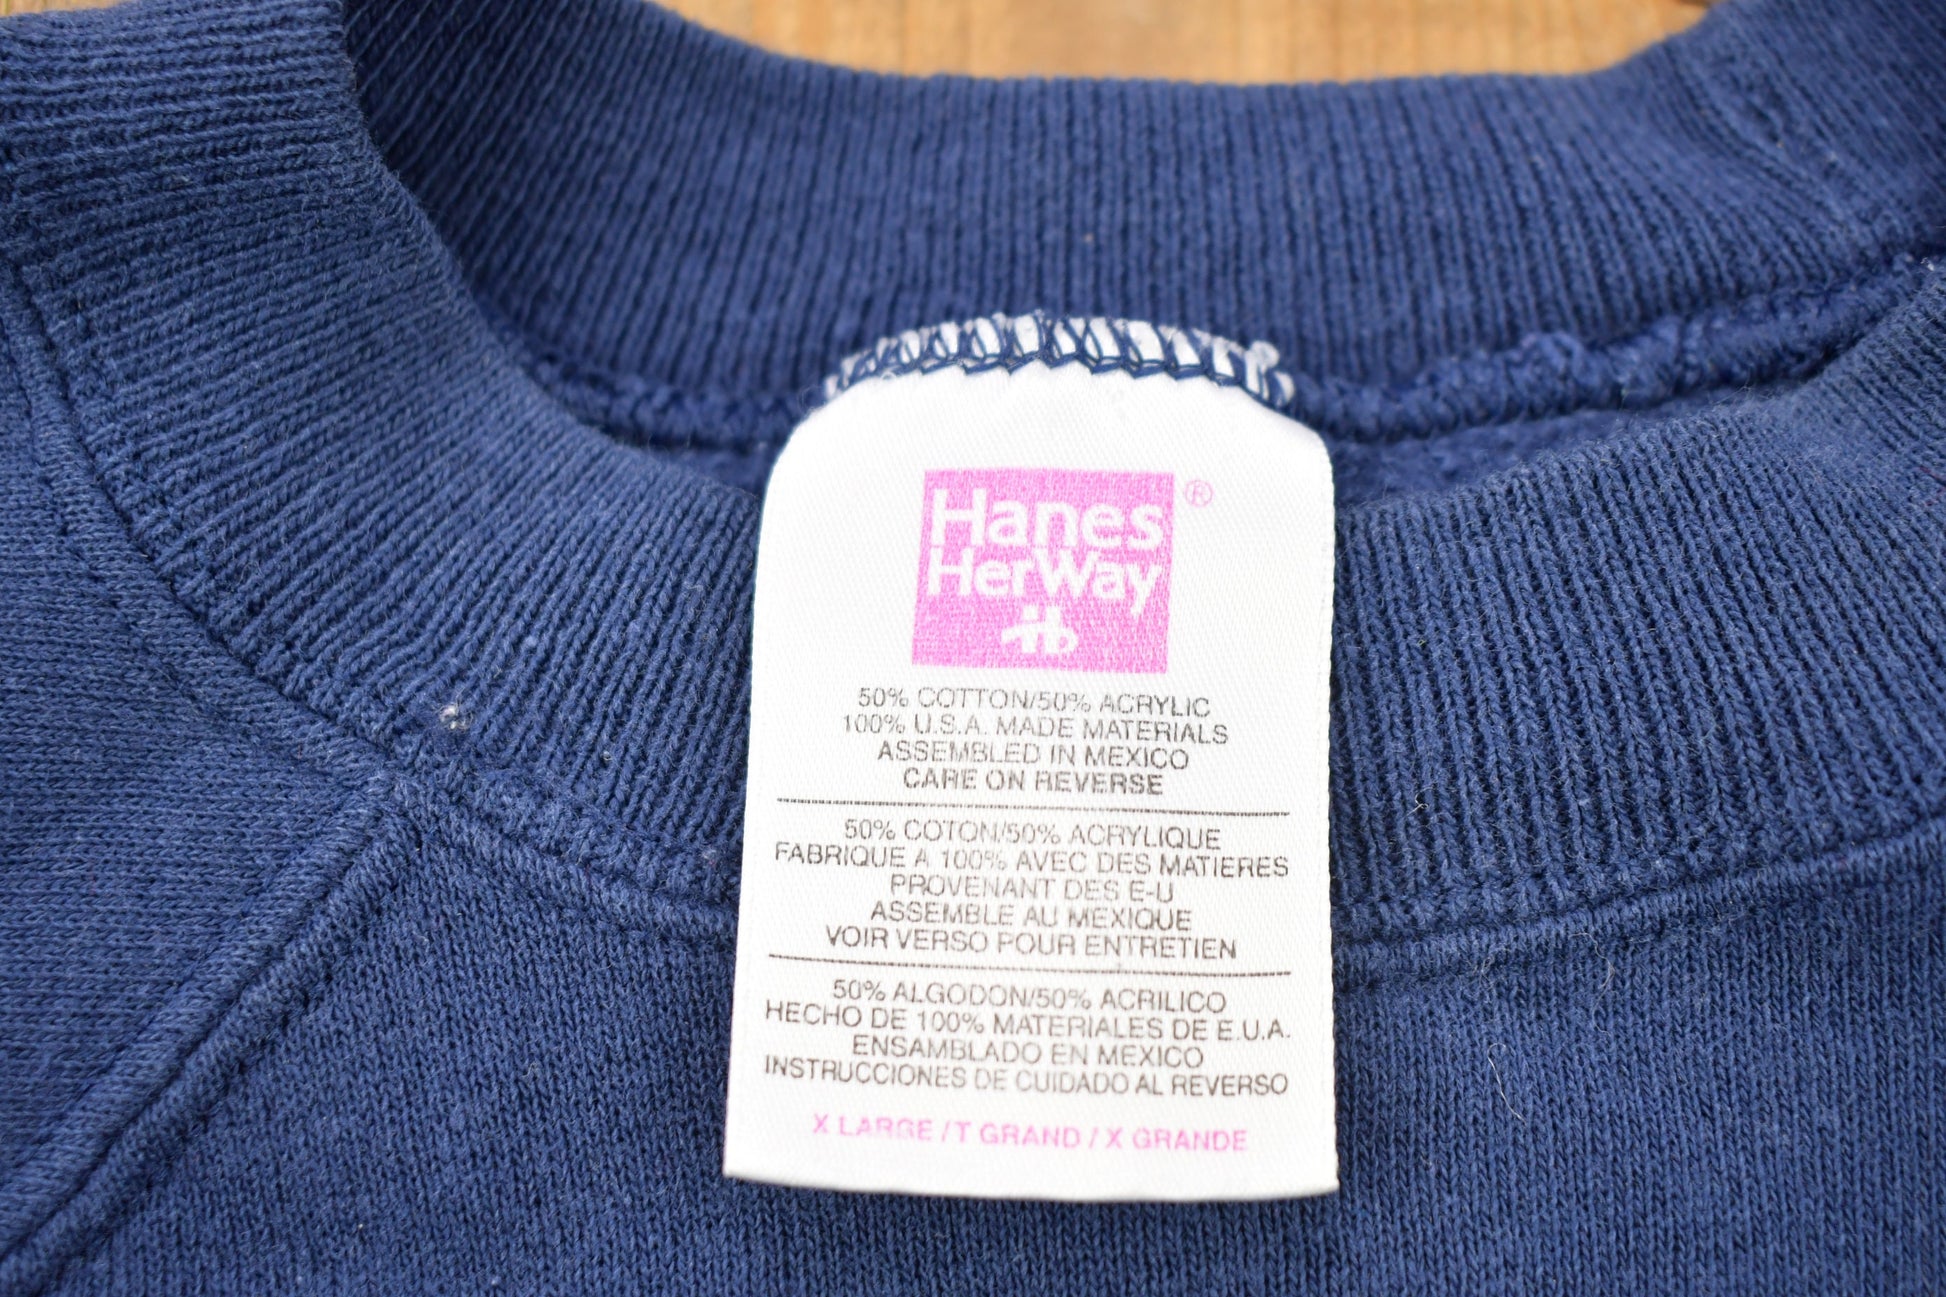 Hanes ®
HerWay
50% COTTON/50% ACRYLIC
100% U.S.A. MADE MATERIALS
ASSEMBLED IN MEXICO
CARE ON REVERSE
50% COTON/50% ACRYLIQUE
FABRIQUE A 100% AVEC DES MATIERES
PROVENANT DES E-U
ASSEMBLE AU MEXIQUE
VOIR VERSO POUR ENTRETIEN
50% ALGODON/50% ACRILICO
HECHO DE 100% MATERIALES DE E.U.A.
ENSAMBLADO EN MEXICO
INSTRUCCIONES DE CUIDADO AL REVERSO
X LARGE / T GRAND / X GRANDE